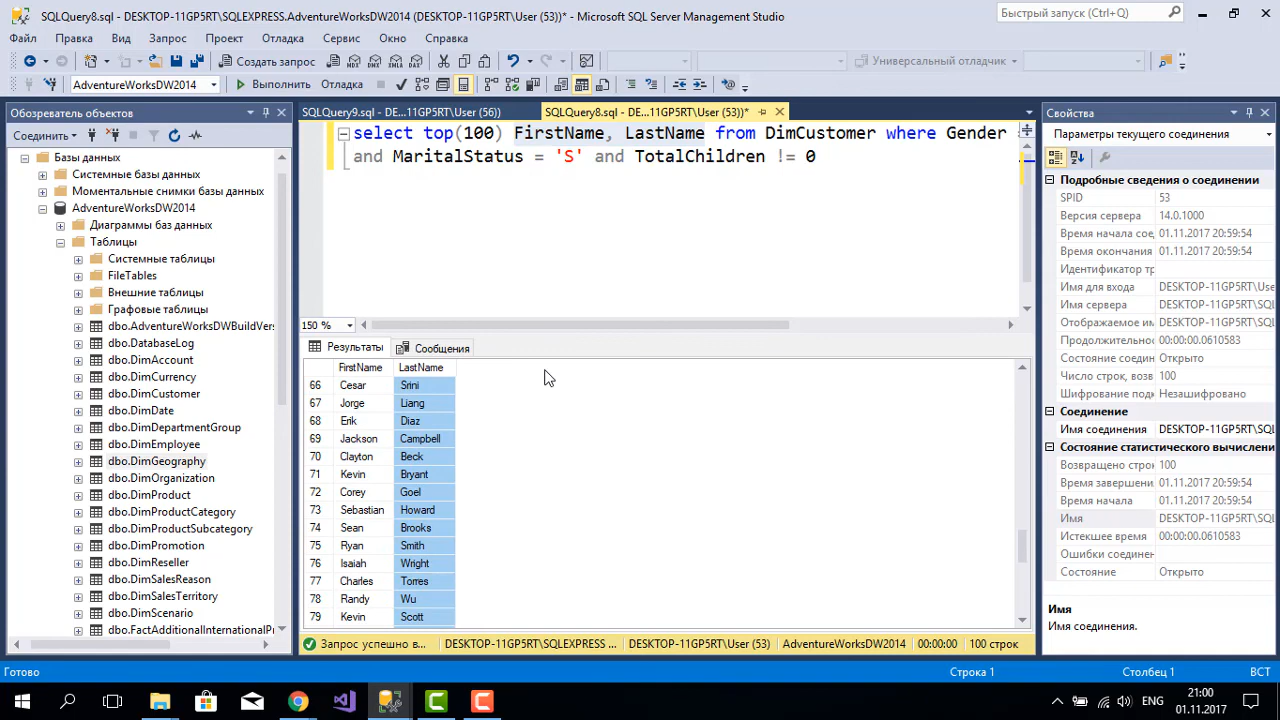 SQLQuery8.sql - DESKTOP-11GP5RT\SQLEXPRESS.AdventureWorksDW2014 (DESKTOP-11GP5RT\User (53))* - Microsoft SQL Server Management Studio
Быстрый запуск (Ctrl+Q)
Файл Правка Вид Запрос Проект Отладка Сервис Окно Справка
Создать запрос
Универсальный отладчик
AdventureWorksDW2014
Выполнить Отладка
Обозреватель объектов
Соединить
Базы данных
Системные базы данных
Моментальные снимки базы данных
AdventureWorksDW2014
Диаграммы баз данных
Таблицы
Системные таблицы
FileTables
Внешние таблицы
Графовые таблицы
dbo.AdventureWorksDWBuildVers
dbo.DatabaseLog
dbo.DimAccount
dbo.DimCurrency
dbo.DimCustomer
dbo.DimDate
dbo.DimDepartmentGroup
dbo.DimEmployee
dbo.DimGeography
dbo.DimOrganization
dbo.DimProduct
dbo.DimProductCategory
dbo.DimProductSubcategory
dbo.DimPromotion
dbo.DimReseller
dbo.DimSalesReason
dbo.DimSalesTerritory
dbo.DimScenario
dbo.FactAdditionalInternationalPr
SQLQuery9.sql - DE...11GP5RT\User (56))
SQLQuery8.sql - DE...11GP5RT\User (53))*
select top(100) FirstName, LastName from DimCustomer where Gender
and MaritalStatus = 'S' and TotalChildren != 0
150 %
Результаты Сообщения
FirstName LastName
66 Cesar Srini
67 Jorge Liang
68 Erik Diaz
69 Jackson Campbell
70 Clayton Beck
71 Kevin Bryant
72 Corey Goel
73 Sebastian Howard
74 Sean Brooks
75 Ryan Smith
76 Isaiah Wright
77 Charles Torres
78 Randy Wu
79 Kevin Scott
Запрос успешно в... DESKTOP-11GP5RT\SQLEXPRESS ... DESKTOP-11GP5RT\User (53) AdventureWorksDW2014 00:00:00 100 строк
Свойства
Параметры текущего соединения
Подробные сведения о соединении
SPID 53
Версия сервера 14.0.1000
Время начала сое 01.11.2017 20:59:54
Время окончания 01.11.2017 20:59:54
Идентификатор тр
Имя для входа DESKTOP-11GP5RT\Use
Имя сервера DESKTOP-11GP5RT\SQL
Отображаемое им DESKTOP-11GP5RT\SQL
Продолжительность 00:00:00.0610583
Состояние соедин Открыто
Число строк, возв 100
Шифрование под Незашифровано
Соединение
Имя соединения DESKTOP-11GP5RT\SQL
Состояние статистического вычислени
Возвращено строк 100
Время завершени 01.11.2017 20:59:54
Время начала 01.11.2017 20:59:54
Имя DESKTOP-11GP5RT\SQL
Истекшее время 00:00:00.0610583
Ошибки соединен
Состояние Открыто
Имя
Имя соединения.
Готово Строка 1 Столбец 1 ВСТ
ENG
21:00
01.11.2017